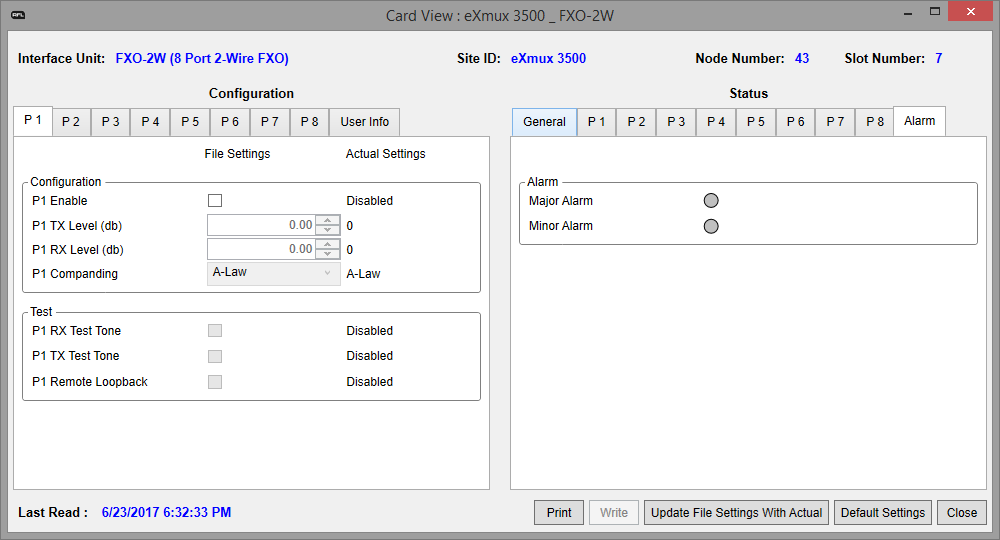 AFL
Card View : eXmux 3500 _ FXO-2W
Interface Unit: FXO-2W (8 Port 2-Wire FXO) Site ID: eXmux 3500 Node Number: 43 Slot Number: 7
Configuration
P 1 P 2 P 3 P 4 P 5 P 6 P 7 P 8 User Info
File Settings Actual Settings
Configuration
P1 Enable Disabled
P1 TX Level (db) 0.00 0
P1 RX Level (db) 0.00 0
P1 Companding A-Law A-Law
Test
P1 RX Test Tone Disabled
P1 TX Test Tone Disabled
P1 Remote Loopback Disabled
Status
General P 1 P 2 P 3 P 4 P 5 P 6 P 7 P 8 Alarm
Alarm
Major Alarm
Minor Alarm
Last Read : 6/23/2017 6:32:33 PM
Print Write Update File Settings With Actual Default Settings Close